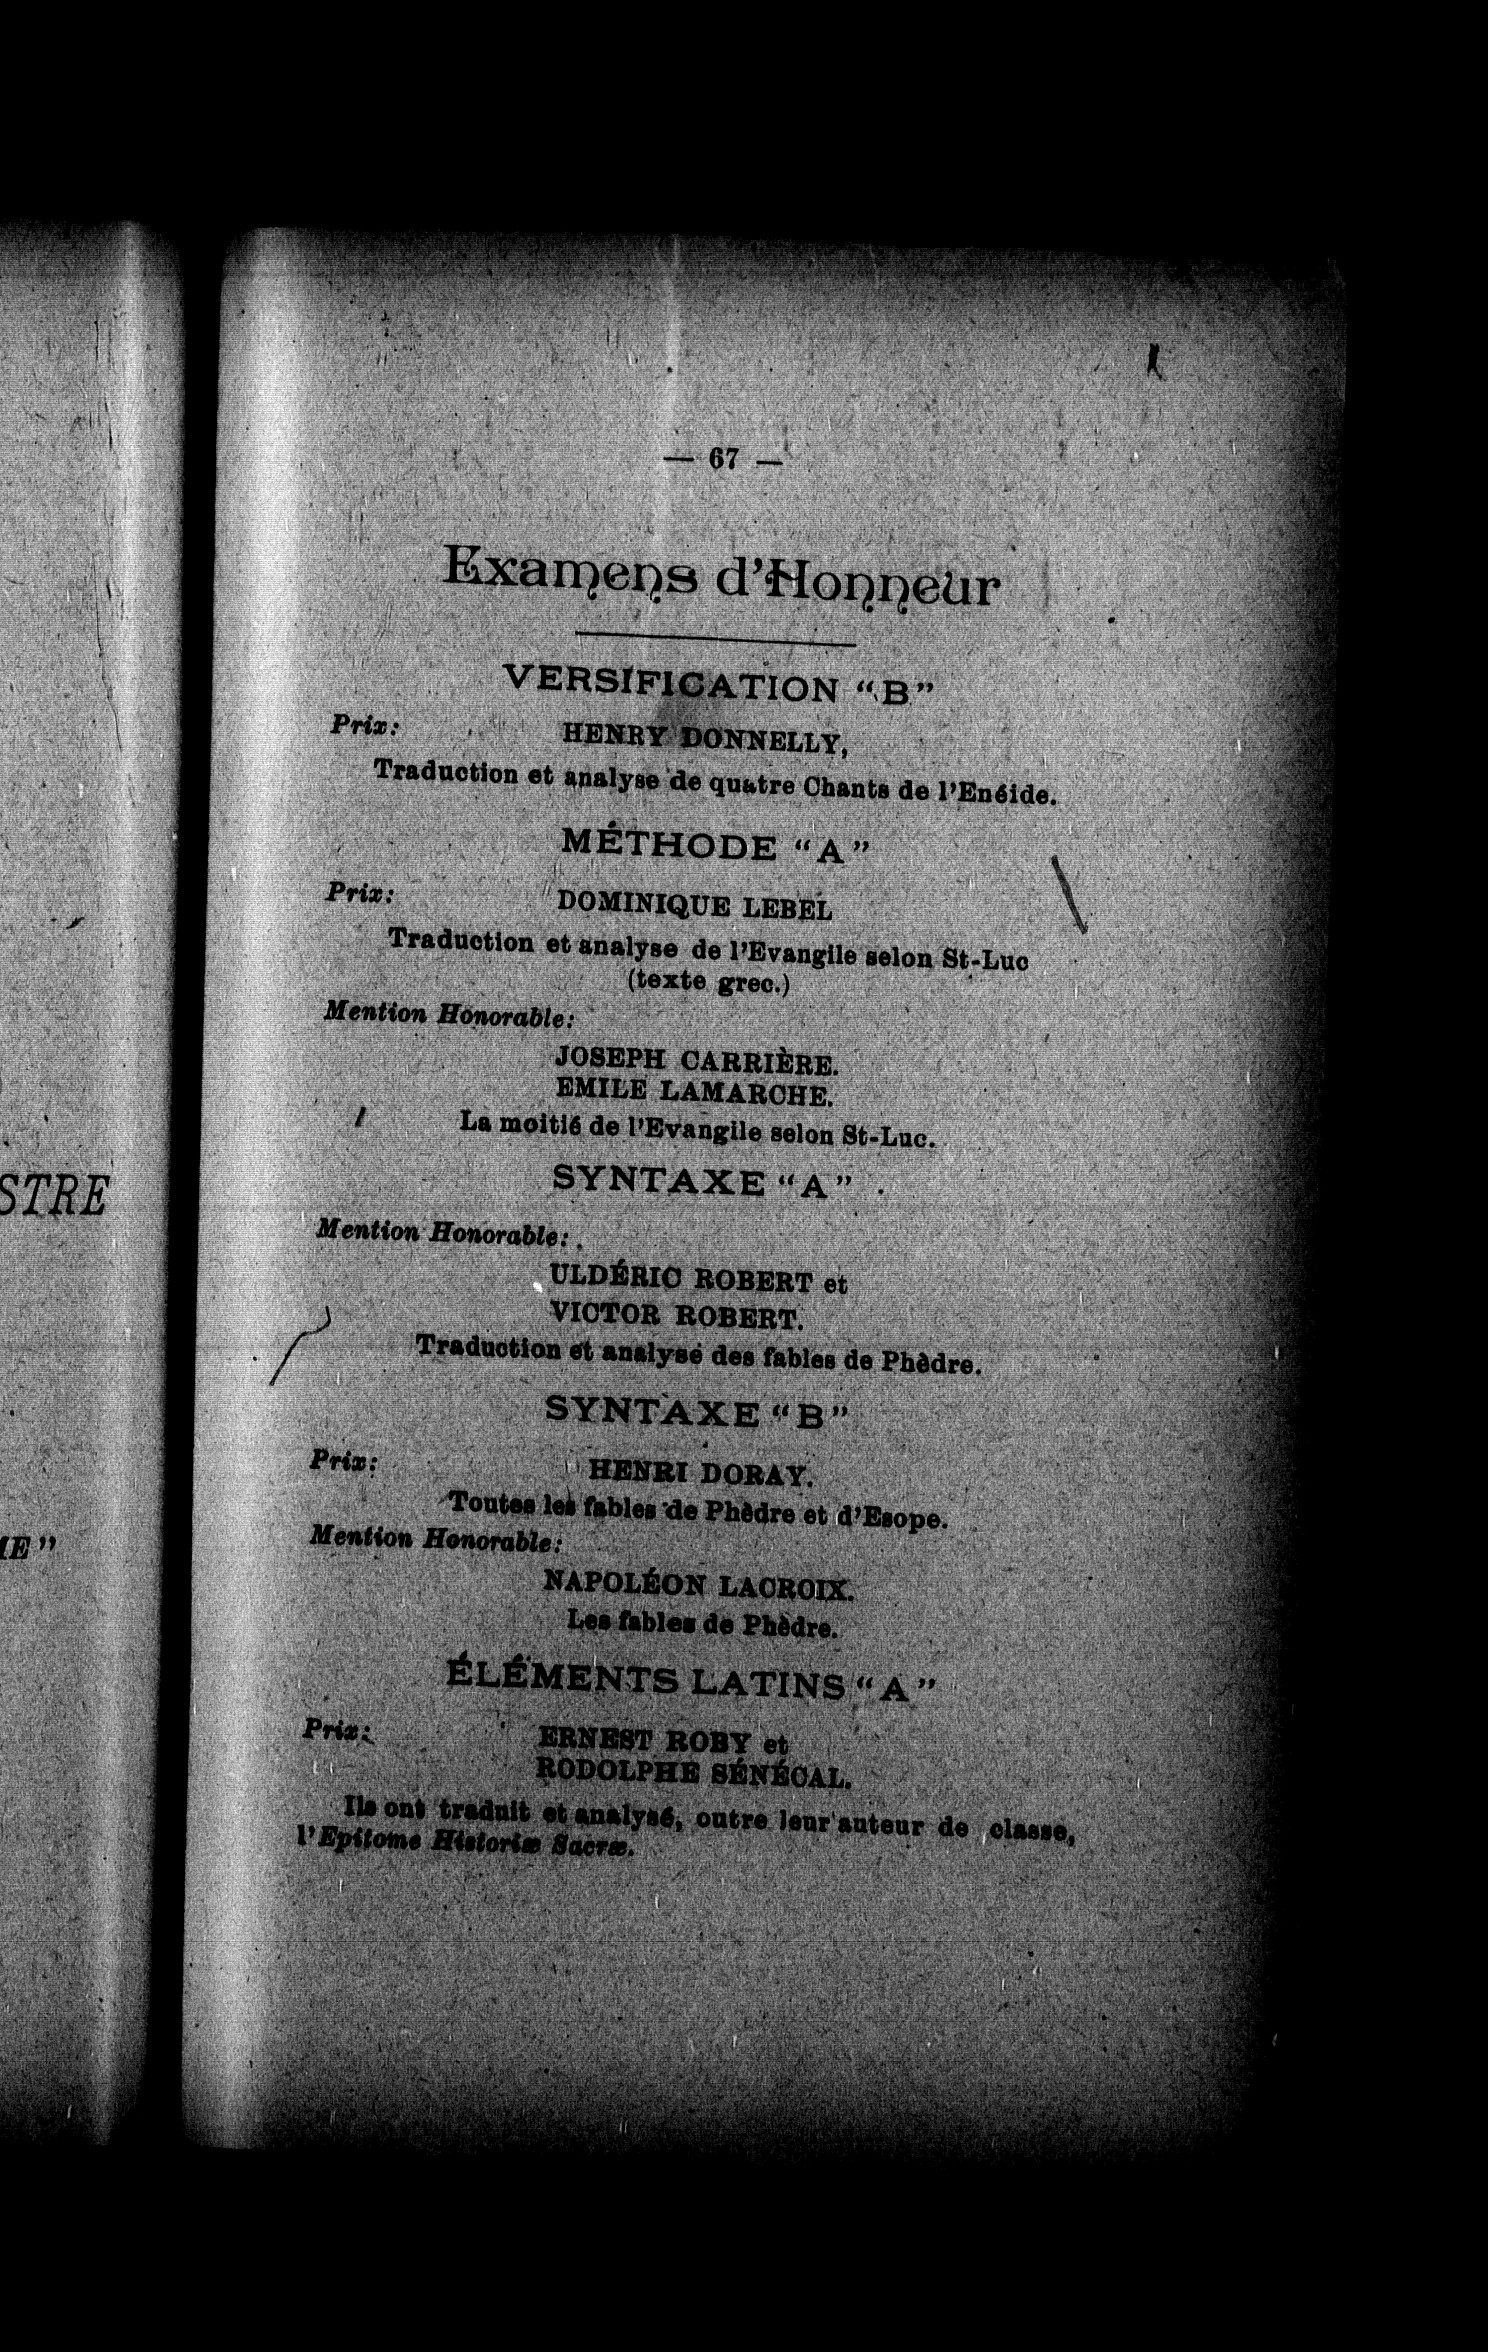 STRE
ME"
— 67 —
Examens d'Honneur
VERSIFICATION "B"
Prix: HENRY DONNELLY,
Traduction et analyse de quatre Chants de l'Enéide.
MÉTHODE "A"
Prix: DOMINIQUE LEBEL
Traduction et analyse de l'Evangile selon St-Luc
(texte grec.)
Mention Honorable:
JOSEPH CARRIÈRE.
EMILE LAMARCHE.
La moitié de l'Evangile selon St-Luc.
SYNTAXE "A"
Mention Honorable:
ULDÉRIC ROBERT et
VICTOR ROBERT.
Traduction et analyse des fables de Phèdre.
SYNTAXE "B"
Prix: HENRI DORAY.
Toutes les fables de Phèdre et d'Esope.
Mention Honorable:
NAPOLÉON LACROIX.
Les fables de Phèdre.
ÉLÉMENTS LATINS "A"
Prix: ERNEST ROBY et
RODOLPHE SÉNÉCAL.
Ils ont traduit et analysé, outre leur auteur de classe,
l'Epitome Historiæ Sacræ.